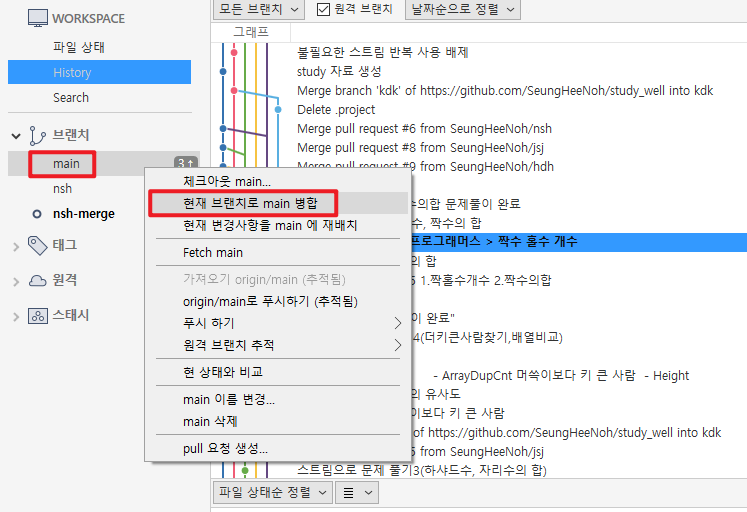 WORKSPACE
파일 상태
History
Search
브랜치
main
3↑
nsh
nsh-merge
태그
원격
스태시
모든 브랜치
원격 브랜치
날짜순으로 정렬
그래프
불필요한 스트림 반복 사용 배제
study 자료 생성
Merge branch 'kdk' of https://github.com/SeungHeeNoh/study_well into kdk
Delete .project
Merge pull request #6 from SeungHeeNoh/nsh
Merge pull request #8 from SeungHeeNoh/jsj
Merge pull request #9 from SeungHeeNoh/hdh
수의합 문제풀이 완료
수, 짝수의 합
프로그래머스 > 짝수 홀수 개수
의 합
5 1.짝홀수개수 2.짝수의합
이 완료"
4(더키큰사람찾기,배열비교)
- ArrayDupCnt 머쓱이보다 키 큰 사람 - Height
의 유사도
이보다 키 큰 사람
of https://github.com/SeungHeeNoh/study_well into kdk
5 from SeungHeeNoh/jsj
스트림으로 문제 풀기3(하샤드수, 자리수의 합)
체크아웃 main...
현재 브랜치로 main 병합
현재 변경사항을 main 에 재배치
Fetch main
가져오기 origin/main (추적됨)
origin/main로 푸시하기 (추적됨)
푸시 하기
원격 브랜치 추적
현 상태와 비교
main 이름 변경...
main 삭제
pull 요청 생성...
파일 상태순 정렬